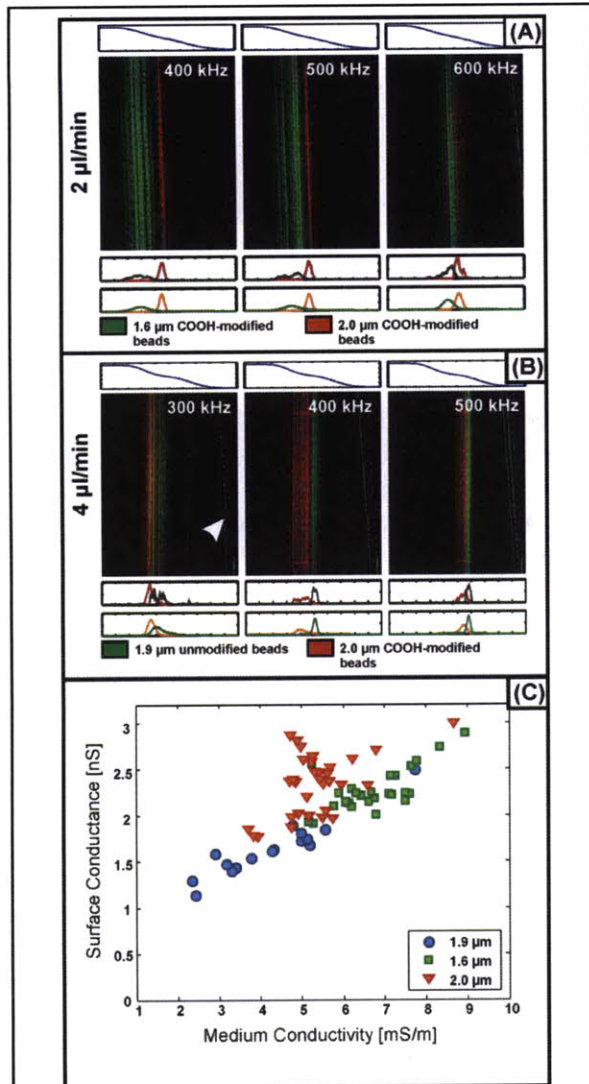 (A)
400 kHz 500 kHz 600 kHz
2 µl/min
1.6 µm COOH-modified beads
2.0 µm COOH-modified beads
(B)
300 kHz 400 kHz 500 kHz
4 µl/min
1.9 µm unmodified beads
2.0 µm COOH-modified beads
(C)
3
2.5
2
1.5
1
0.5
0
Surface Conductance [nS]
1.9 µm
1.6 µm
2.0 µm
1 2 3 4 5 6 7 8 9 10
Medium Conductivity [mS/m]